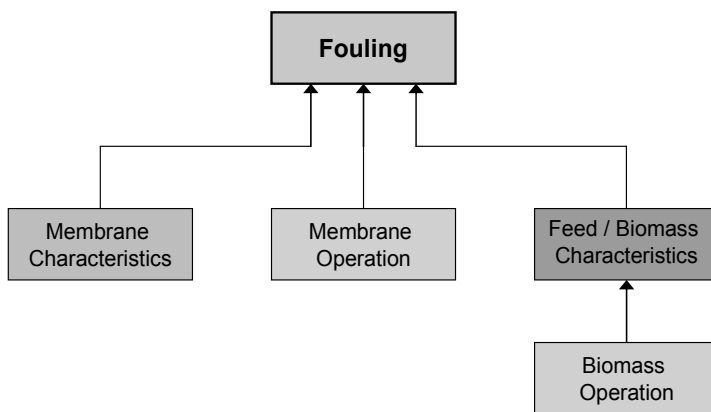 Fouling
Membrane
Characteristics
Membrane
Operation
Feed / Biomass
Characteristics
Biomass
Operation